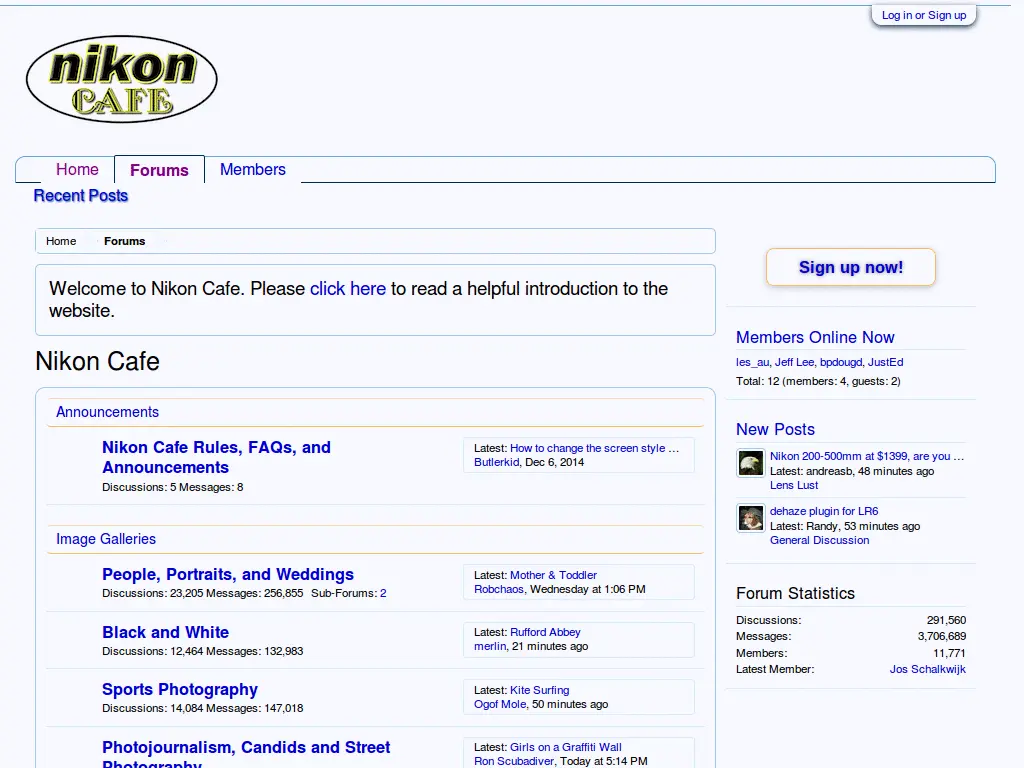 Log in or Sign up
nikon
CAFE
Home
Forums
Members
Recent Posts
Home
Forums
Welcome to Nikon Cafe. Please click here to read a helpful introduction to the
website.
Nikon Cafe
Announcements
Nikon Cafe Rules, FAQs, and
Announcements
Discussions: 5 Messages: 8
Latest: How to change the screen style ...
Butlerkid, Dec 6, 2014
Image Galleries
People, Portraits, and Weddings
Discussions: 23,205 Messages: 256,855 Sub-Forums: 2
Latest: Mother & Toddler
Robchaos, Wednesday at 1:06 PM
Black and White
Discussions: 12,464 Messages: 132,983
Latest: Rufford Abbey
merlin, 21 minutes ago
Sports Photography
Discussions: 14,084 Messages: 147,018
Latest: Kite Surfing
Ogof Mole, 50 minutes ago
Photojournalism, Candids and Street
Photography
Latest: Girls on a Graffiti Wall
Ron Scubadiver, Today at 5:14 PM
Sign up now!
Members Online Now
les_au, Jeff Lee, bpdougd, JustEd
Total: 12 (members: 4, guests: 2)
New Posts
Nikon 200-500mm at $1399, are you ...
Latest: andreasb, 48 minutes ago
Lens Lust
dehaze plugin for LR6
Latest: Randy, 53 minutes ago
General Discussion
Forum Statistics
Discussions: 291,560
Messages: 3,706,689
Members: 11,771
Latest Member: Jos Schalkwijk